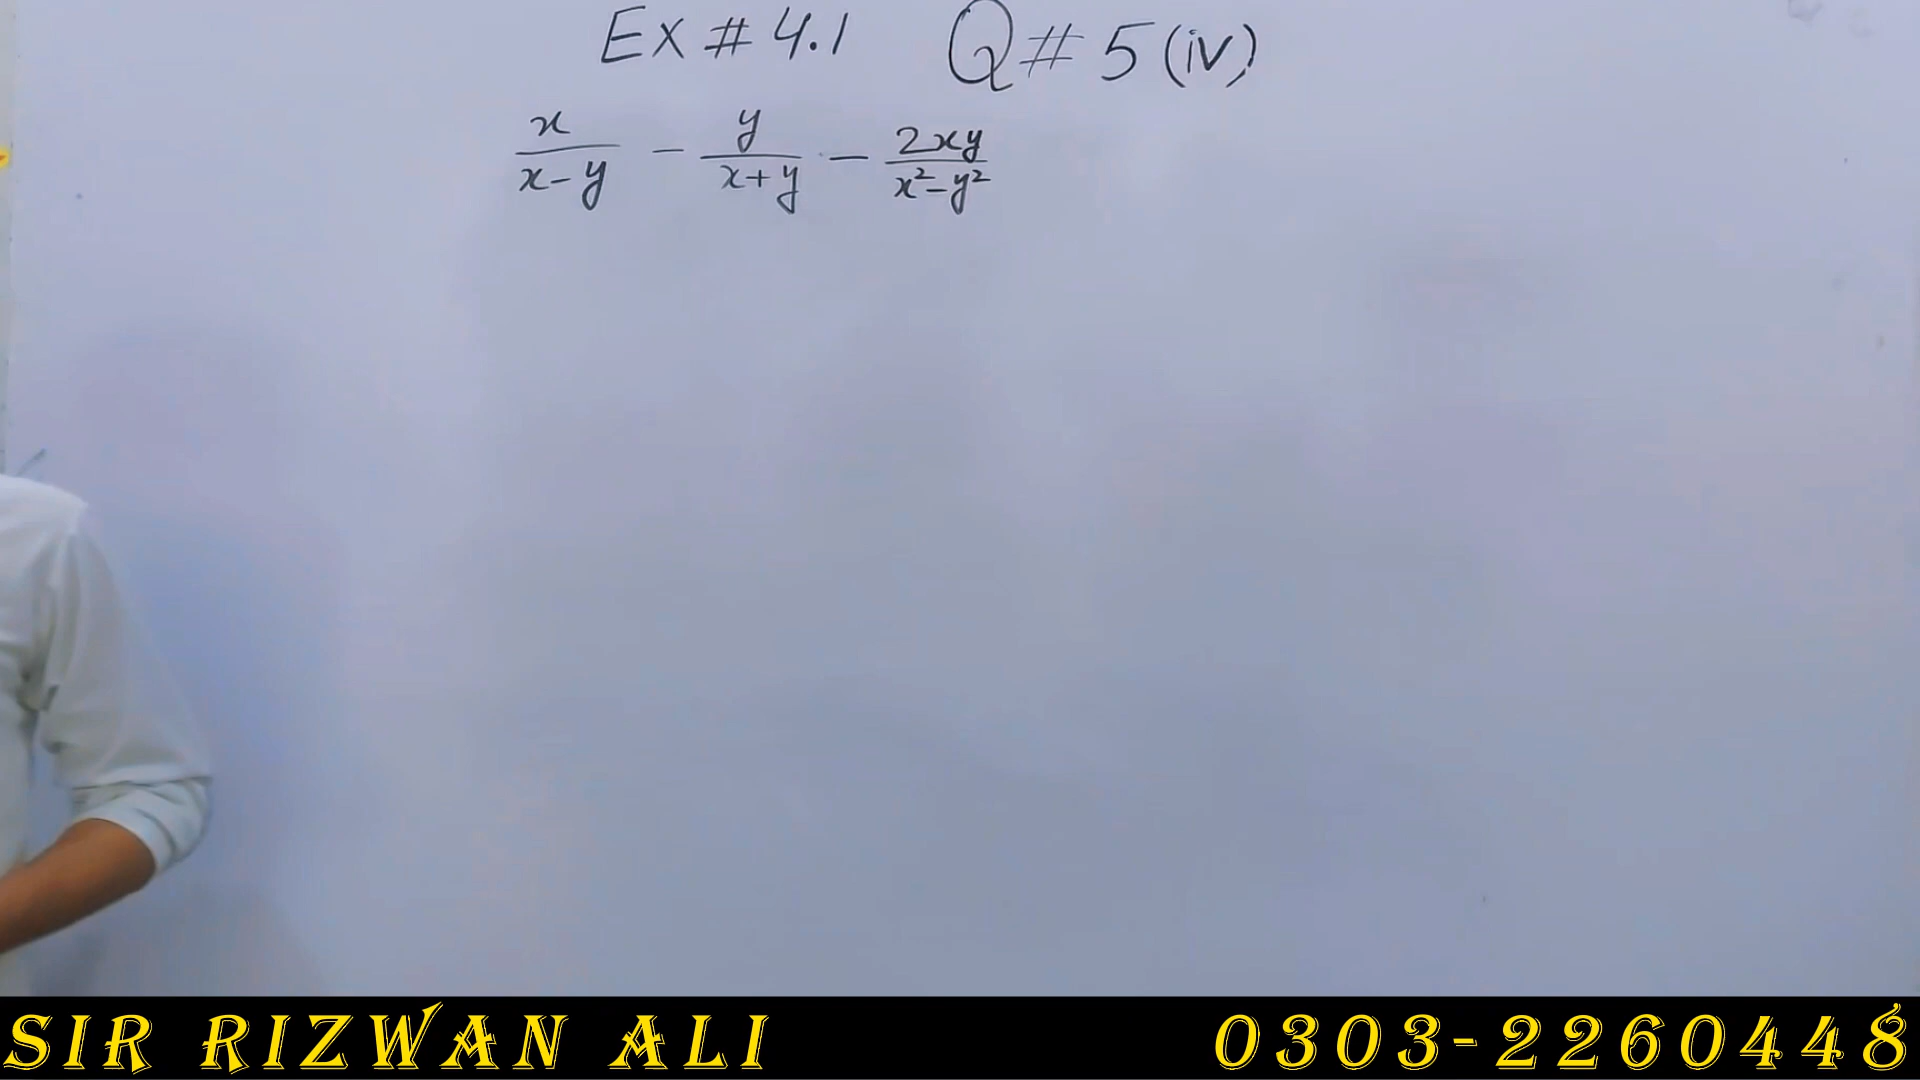 Ex # 4.1 Q # 5 (iv)
x/(x-y) - y/(x+y) - 2xy/(x²-y²)
SIR RIZWAN ALI 0303-2260448